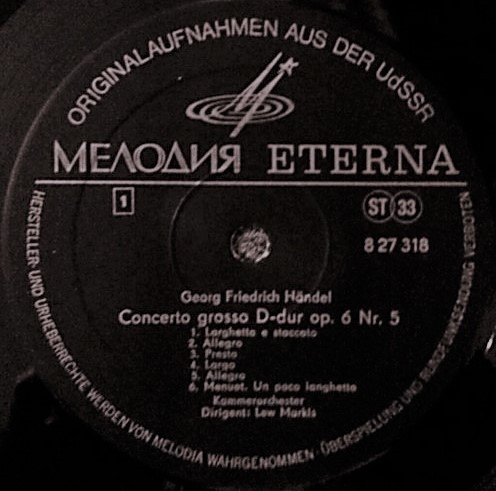 ORIGINALAUFNAHMEN AUS DER UdSSR
МЕЛОДИЯ ETERNA
1
ST 33
8 27 318
Georg Friedrich Händel
Concerto grosso D-dur op. 6 Nr. 5
1. Larghetto e staccato
2. Allegro
3. Presto
4. Largo
5. Allegro
6. Menuet. Un poco larghetto
Kammerorchester
Dirigent: Lew Markis
HERSTELLER- UND URHEBERRECHTE WERDEN VON MELODIA WAHRGENOMMEN · ÜBERSPIELUNG UND RUNDFUNKSENDUNG VERBOTEN